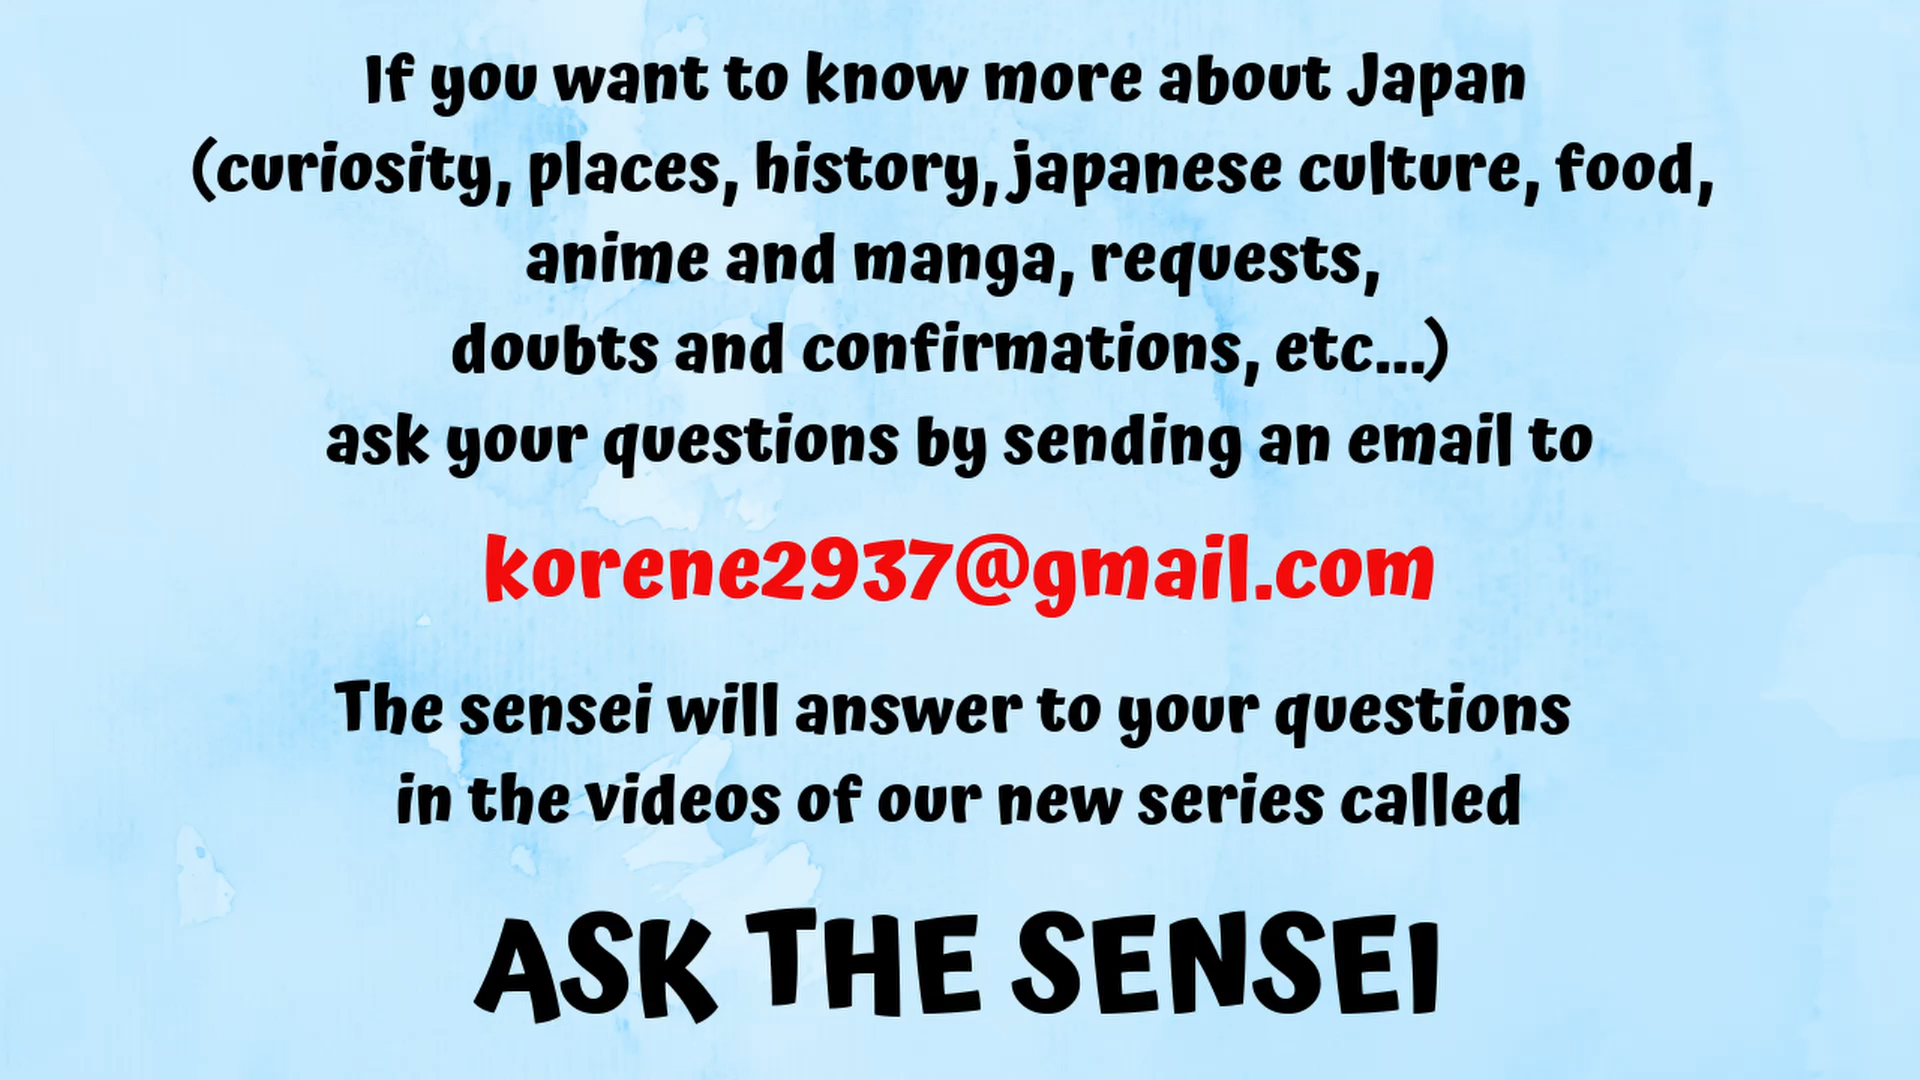 If you want to know more about Japan
(curiosity, places, history, japanese culture, food,
anime and manga, requests,
doubts and confirmations, etc...)
ask your questions by sending an email to
korene2937@gmail.com
The sensei will answer to your questions
in the videos of our new series called
ASK THE SENSEI